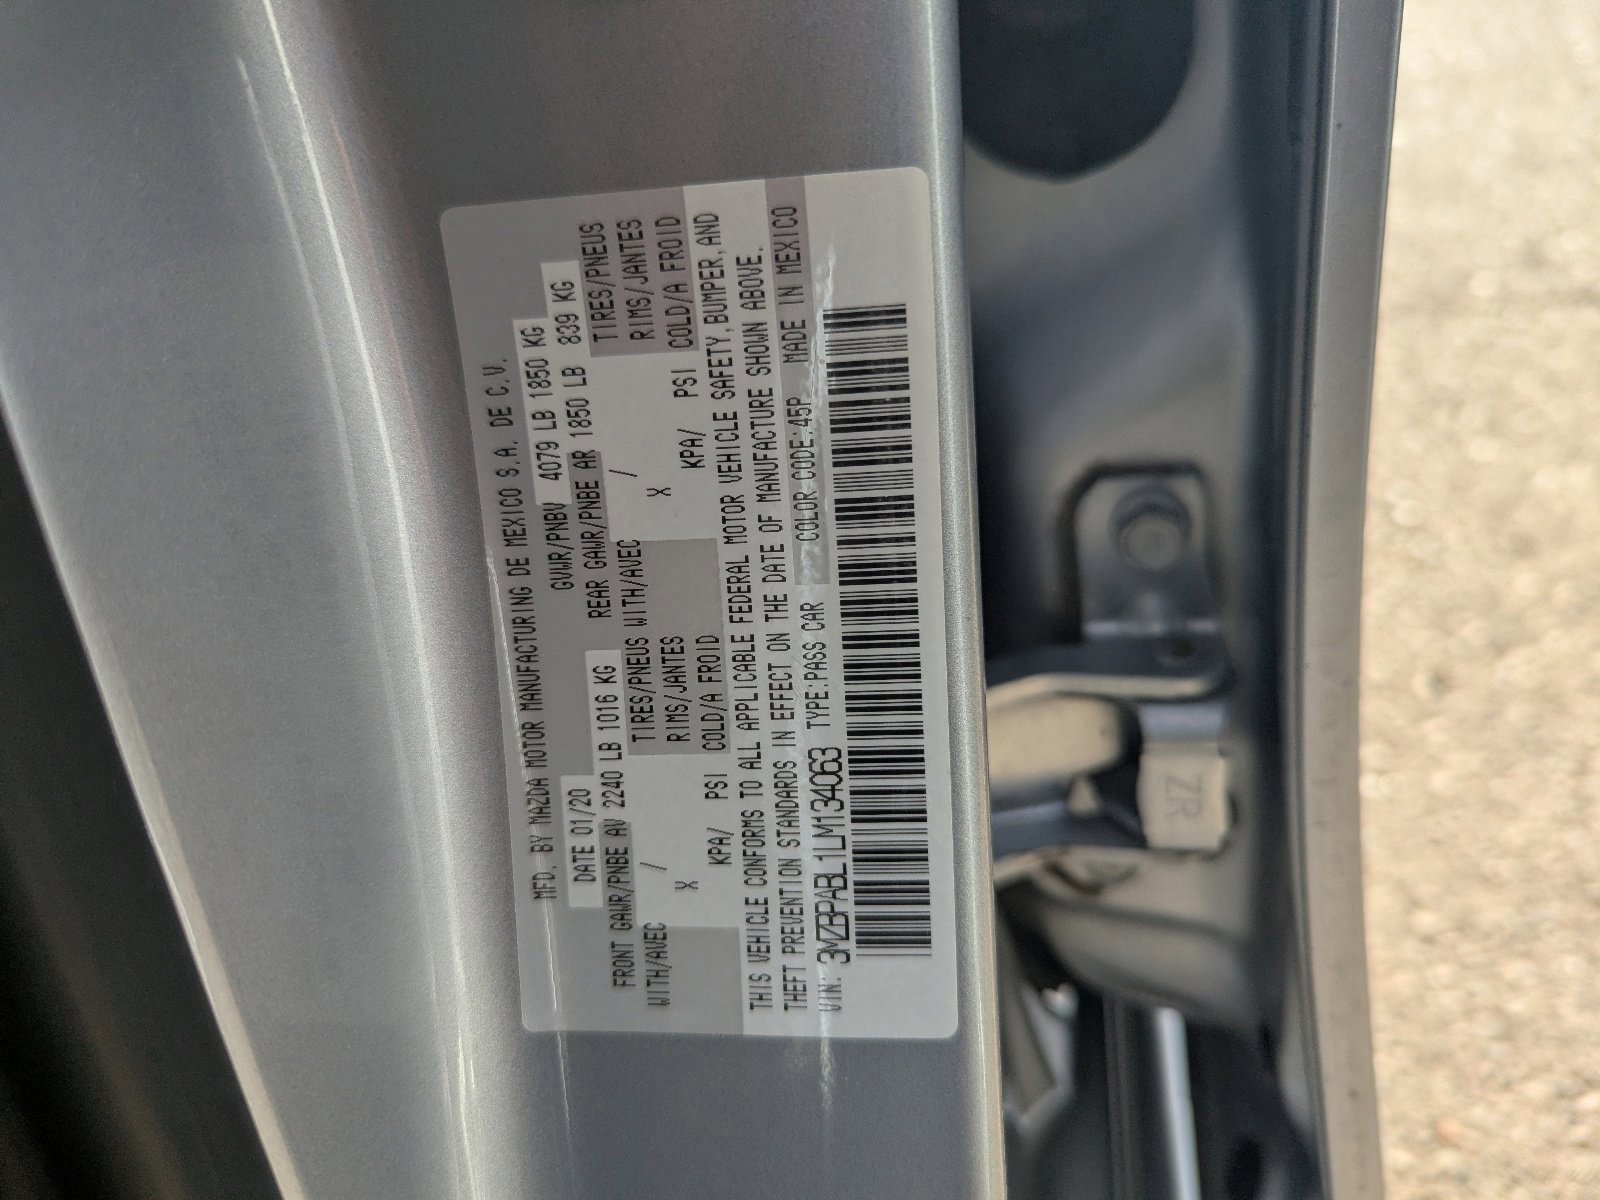 MFD. BY MAZDA MOTOR MANUFACTURING DE MEXICO S.A. DE C.V.
DATE 01/20 GVWR/PNBV 4079 LB 1850 KG
FRONT GAWR/PNBE AV 2240 LB 1016 KG REAR GAWR/PNBE AR 1850 LB 839 KG
WITH/AVEC / TIRES/PNEUS WITH/AVEC / TIRES/PNEUS
X RIMS/JANTES X RIMS/JANTES
KPA/ PSI COLD/A FROID KPA/ PSI COLD/A FROID
THIS VEHICLE CONFORMS TO ALL APPLICABLE FEDERAL MOTOR VEHICLE SAFETY, BUMPER, AND
THEFT PREVENTION STANDARDS IN EFFECT ON THE DATE OF MANUFACTURE SHOWN ABOVE.
VIN: 3MZBPABL1LM134063 TYPE:PASS CAR COLOR CODE:45P MADE IN MEXICO
ZR